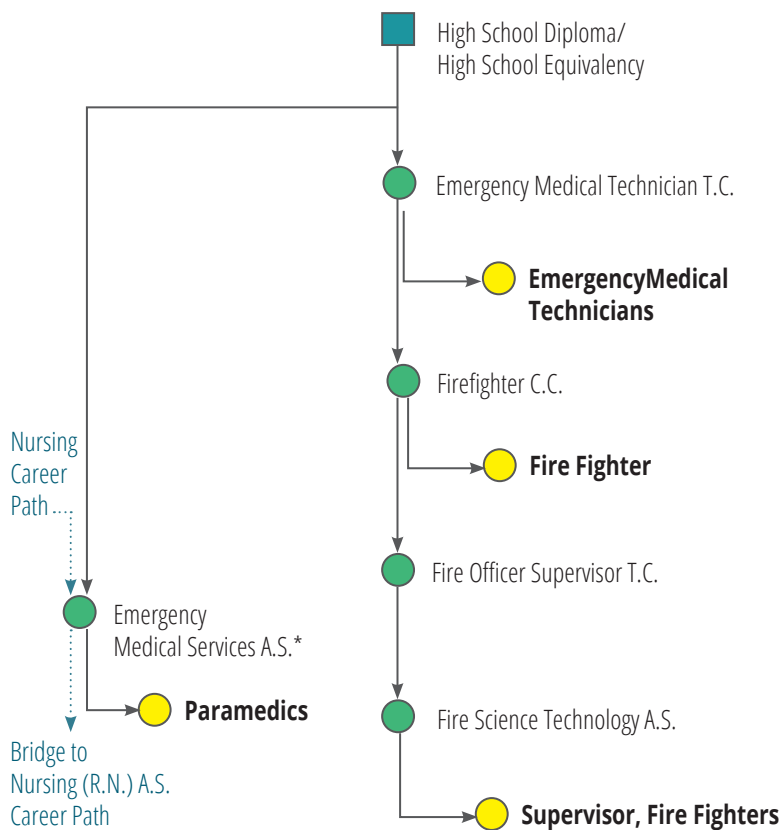 High School Diploma/
High School Equivalency
Emergency Medical Technician T.C.
EmergencyMedical
Technicians
Firefighter C.C.
Nursing
Career
Path
Fire Fighter
Fire Officer Supervisor T.C.
Emergency
Medical Services A.S.*
Paramedics
Fire Science Technology A.S.
Bridge to
Nursing (R.N.) A.S.
Career Path
Supervisor, Fire Fighters